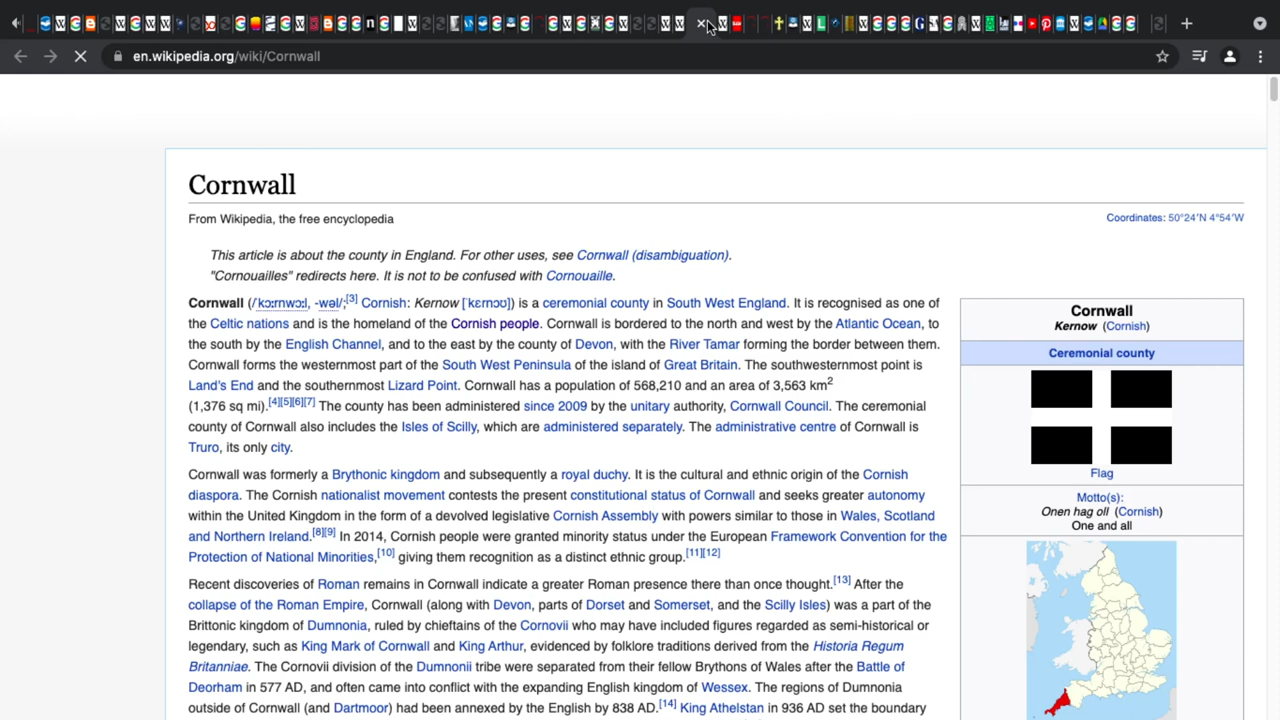 en.wikipedia.org/wiki/Cornwall
Cornwall
From Wikipedia, the free encyclopedia
Coordinates: 50°24′N 4°54′W
This article is about the county in England. For other uses, see Cornwall (disambiguation).
"Cornouailles" redirects here. It is not to be confused with Cornouaille.
Cornwall (/ˈkɔːrnwɔːl, -wəl/;[3] Cornish: Kernow [ˈkɛrnɔʊ]) is a ceremonial county in South West England. It is recognised as one of
the Celtic nations and is the homeland of the Cornish people. Cornwall is bordered to the north and west by the Atlantic Ocean, to
the south by the English Channel, and to the east by the county of Devon, with the River Tamar forming the border between them.
Cornwall forms the westernmost part of the South West Peninsula of the island of Great Britain. The southwesternmost point is
Land's End and the southernmost Lizard Point. Cornwall has a population of 568,210 and an area of 3,563 km2
(1,376 sq mi).[4][5][6][7] The county has been administered since 2009 by the unitary authority, Cornwall Council. The ceremonial
county of Cornwall also includes the Isles of Scilly, which are administered separately. The administrative centre of Cornwall is
Truro, its only city.
Cornwall was formerly a Brythonic kingdom and subsequently a royal duchy. It is the cultural and ethnic origin of the Cornish
diaspora. The Cornish nationalist movement contests the present constitutional status of Cornwall and seeks greater autonomy
within the United Kingdom in the form of a devolved legislative Cornish Assembly with powers similar to those in Wales, Scotland
and Northern Ireland.[8][9] In 2014, Cornish people were granted minority status under the European Framework Convention for the
Protection of National Minorities,[10] giving them recognition as a distinct ethnic group.[11][12]
Recent discoveries of Roman remains in Cornwall indicate a greater Roman presence there than once thought.[13] After the
collapse of the Roman Empire, Cornwall (along with Devon, parts of Dorset and Somerset, and the Scilly Isles) was a part of the
Brittonic kingdom of Dumnonia, ruled by chieftains of the Cornovii who may have included figures regarded as semi-historical or
legendary, such as King Mark of Cornwall and King Arthur, evidenced by folklore traditions derived from the Historia Regum
Britanniae. The Cornovii division of the Dumnonii tribe were separated from their fellow Brythons of Wales after the Battle of
Deorham in 577 AD, and often came into conflict with the expanding English kingdom of Wessex. The regions of Dumnonia
outside of Cornwall (and Dartmoor) had been annexed by the English by 838 AD.[14] King Athelstan in 936 AD set the boundary
Cornwall
Kernow (Cornish)
Ceremonial county
Flag
Motto(s):
Onen hag oll (Cornish)
One and all